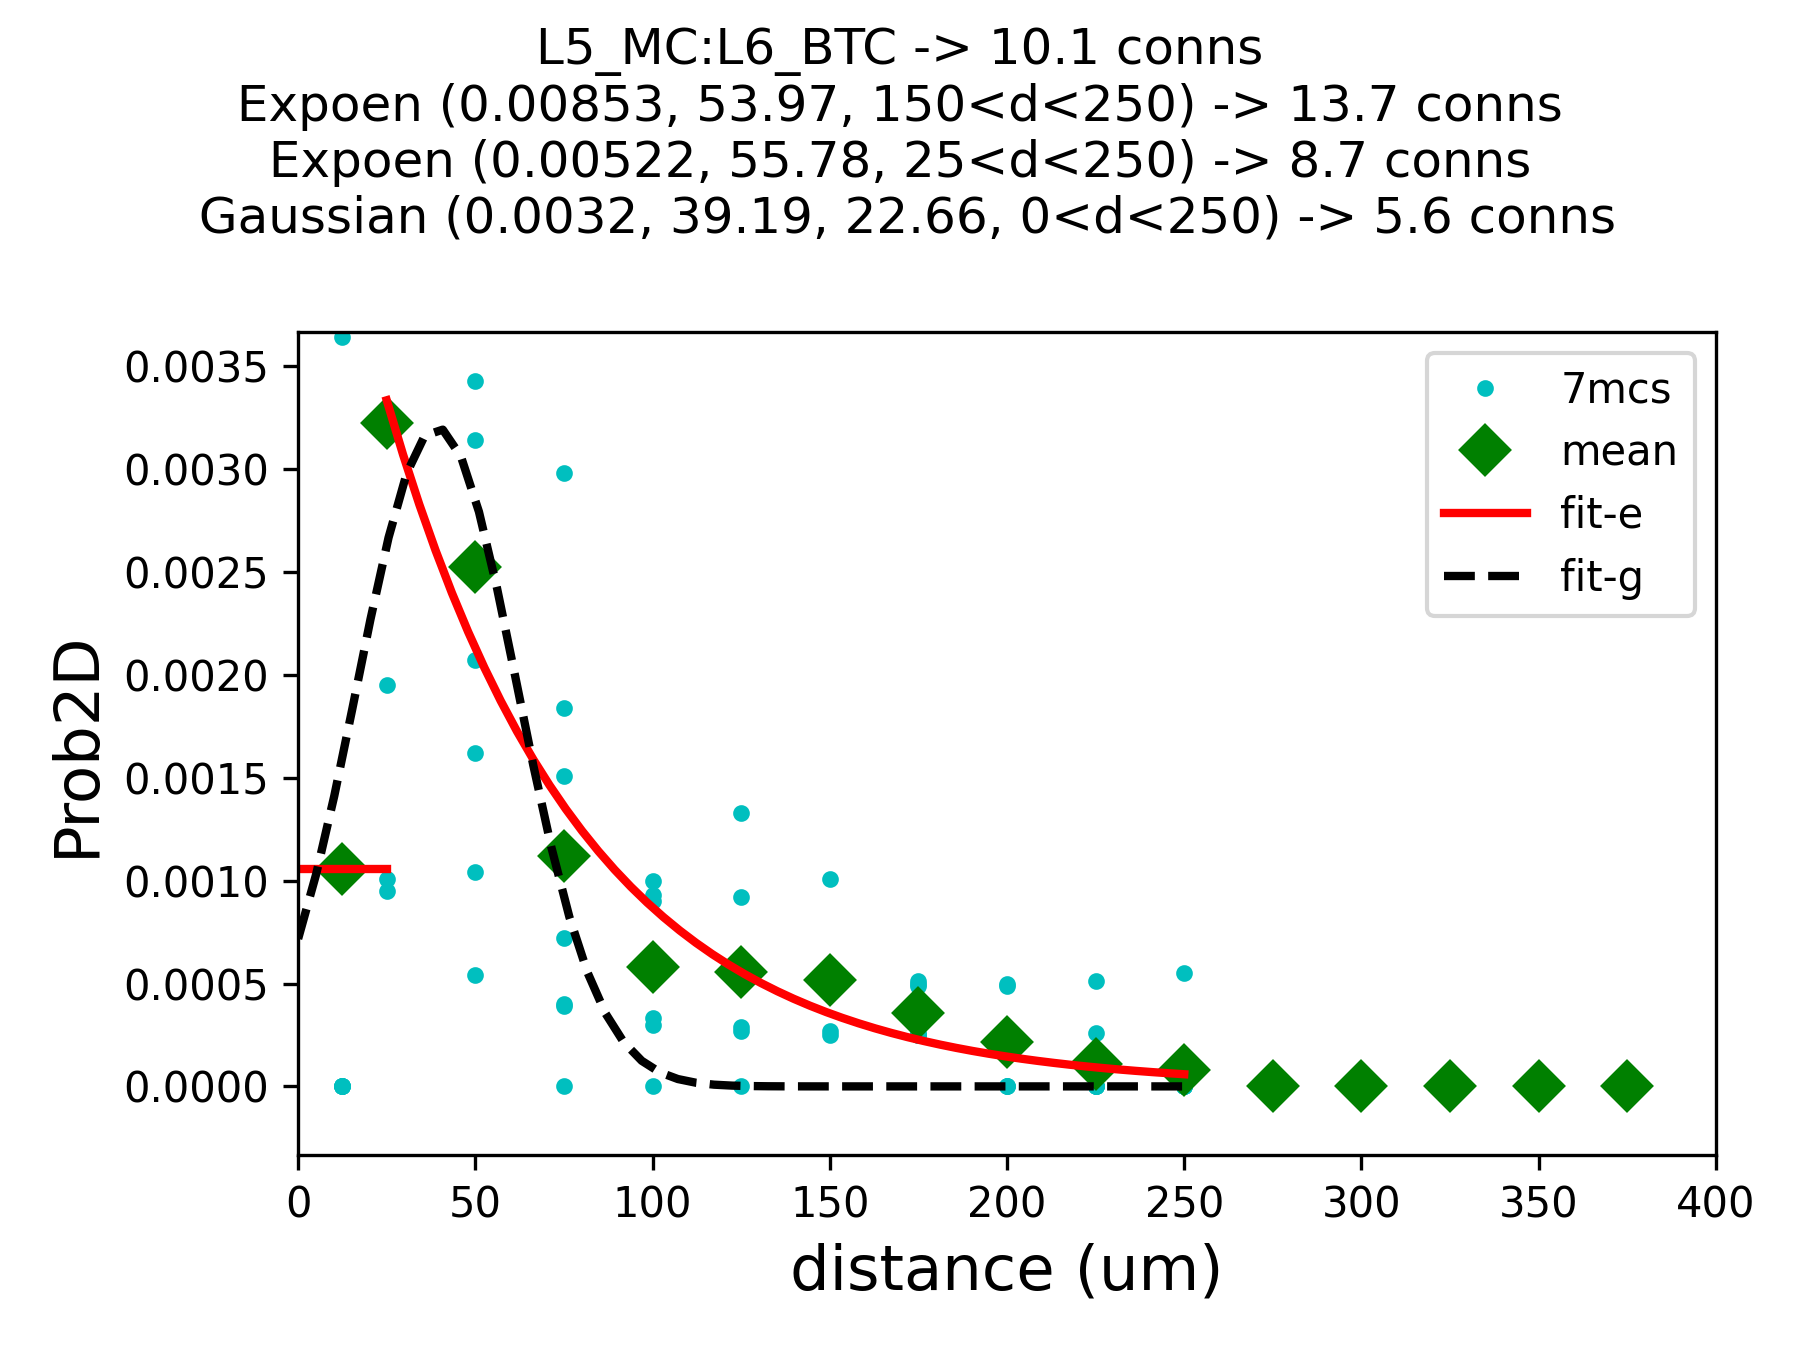 L5_MC:L6_BTC -> 10.1 conns
Expoen (0.00853, 53.97, 150<d<250) -> 13.7 conns
Expoen (0.00522, 55.78, 25<d<250) -> 8.7 conns
Gaussian (0.0032, 39.19, 22.66, 0<d<250) -> 5.6 conns
0.0035
0.0030
0.0025
0.0020
0.0015
0.0010
0.0005
0.0000
Prob2D
7mcs
mean
fit-e
fit-g
0 50 100 150 200 250 300 350 400
distance (um)